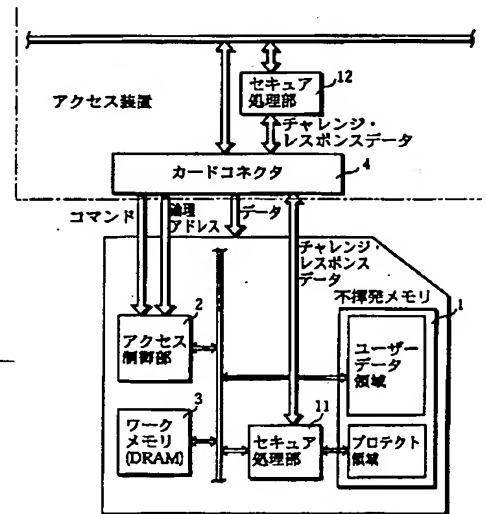 アクセス装置
セキュア
処理部
12
チャレンジ・
レスポンスデータ
カードコネクタ
4
コマンド
論理
アドレス
データ
チャレンジ・
レスポンス
データ
不揮発メモリ
1
2
アクセス
制御部
ユーザー
データ
領域
3
ワーク
メモリ
(DRAM)
11
セキュア
処理部
プロテクト
領域